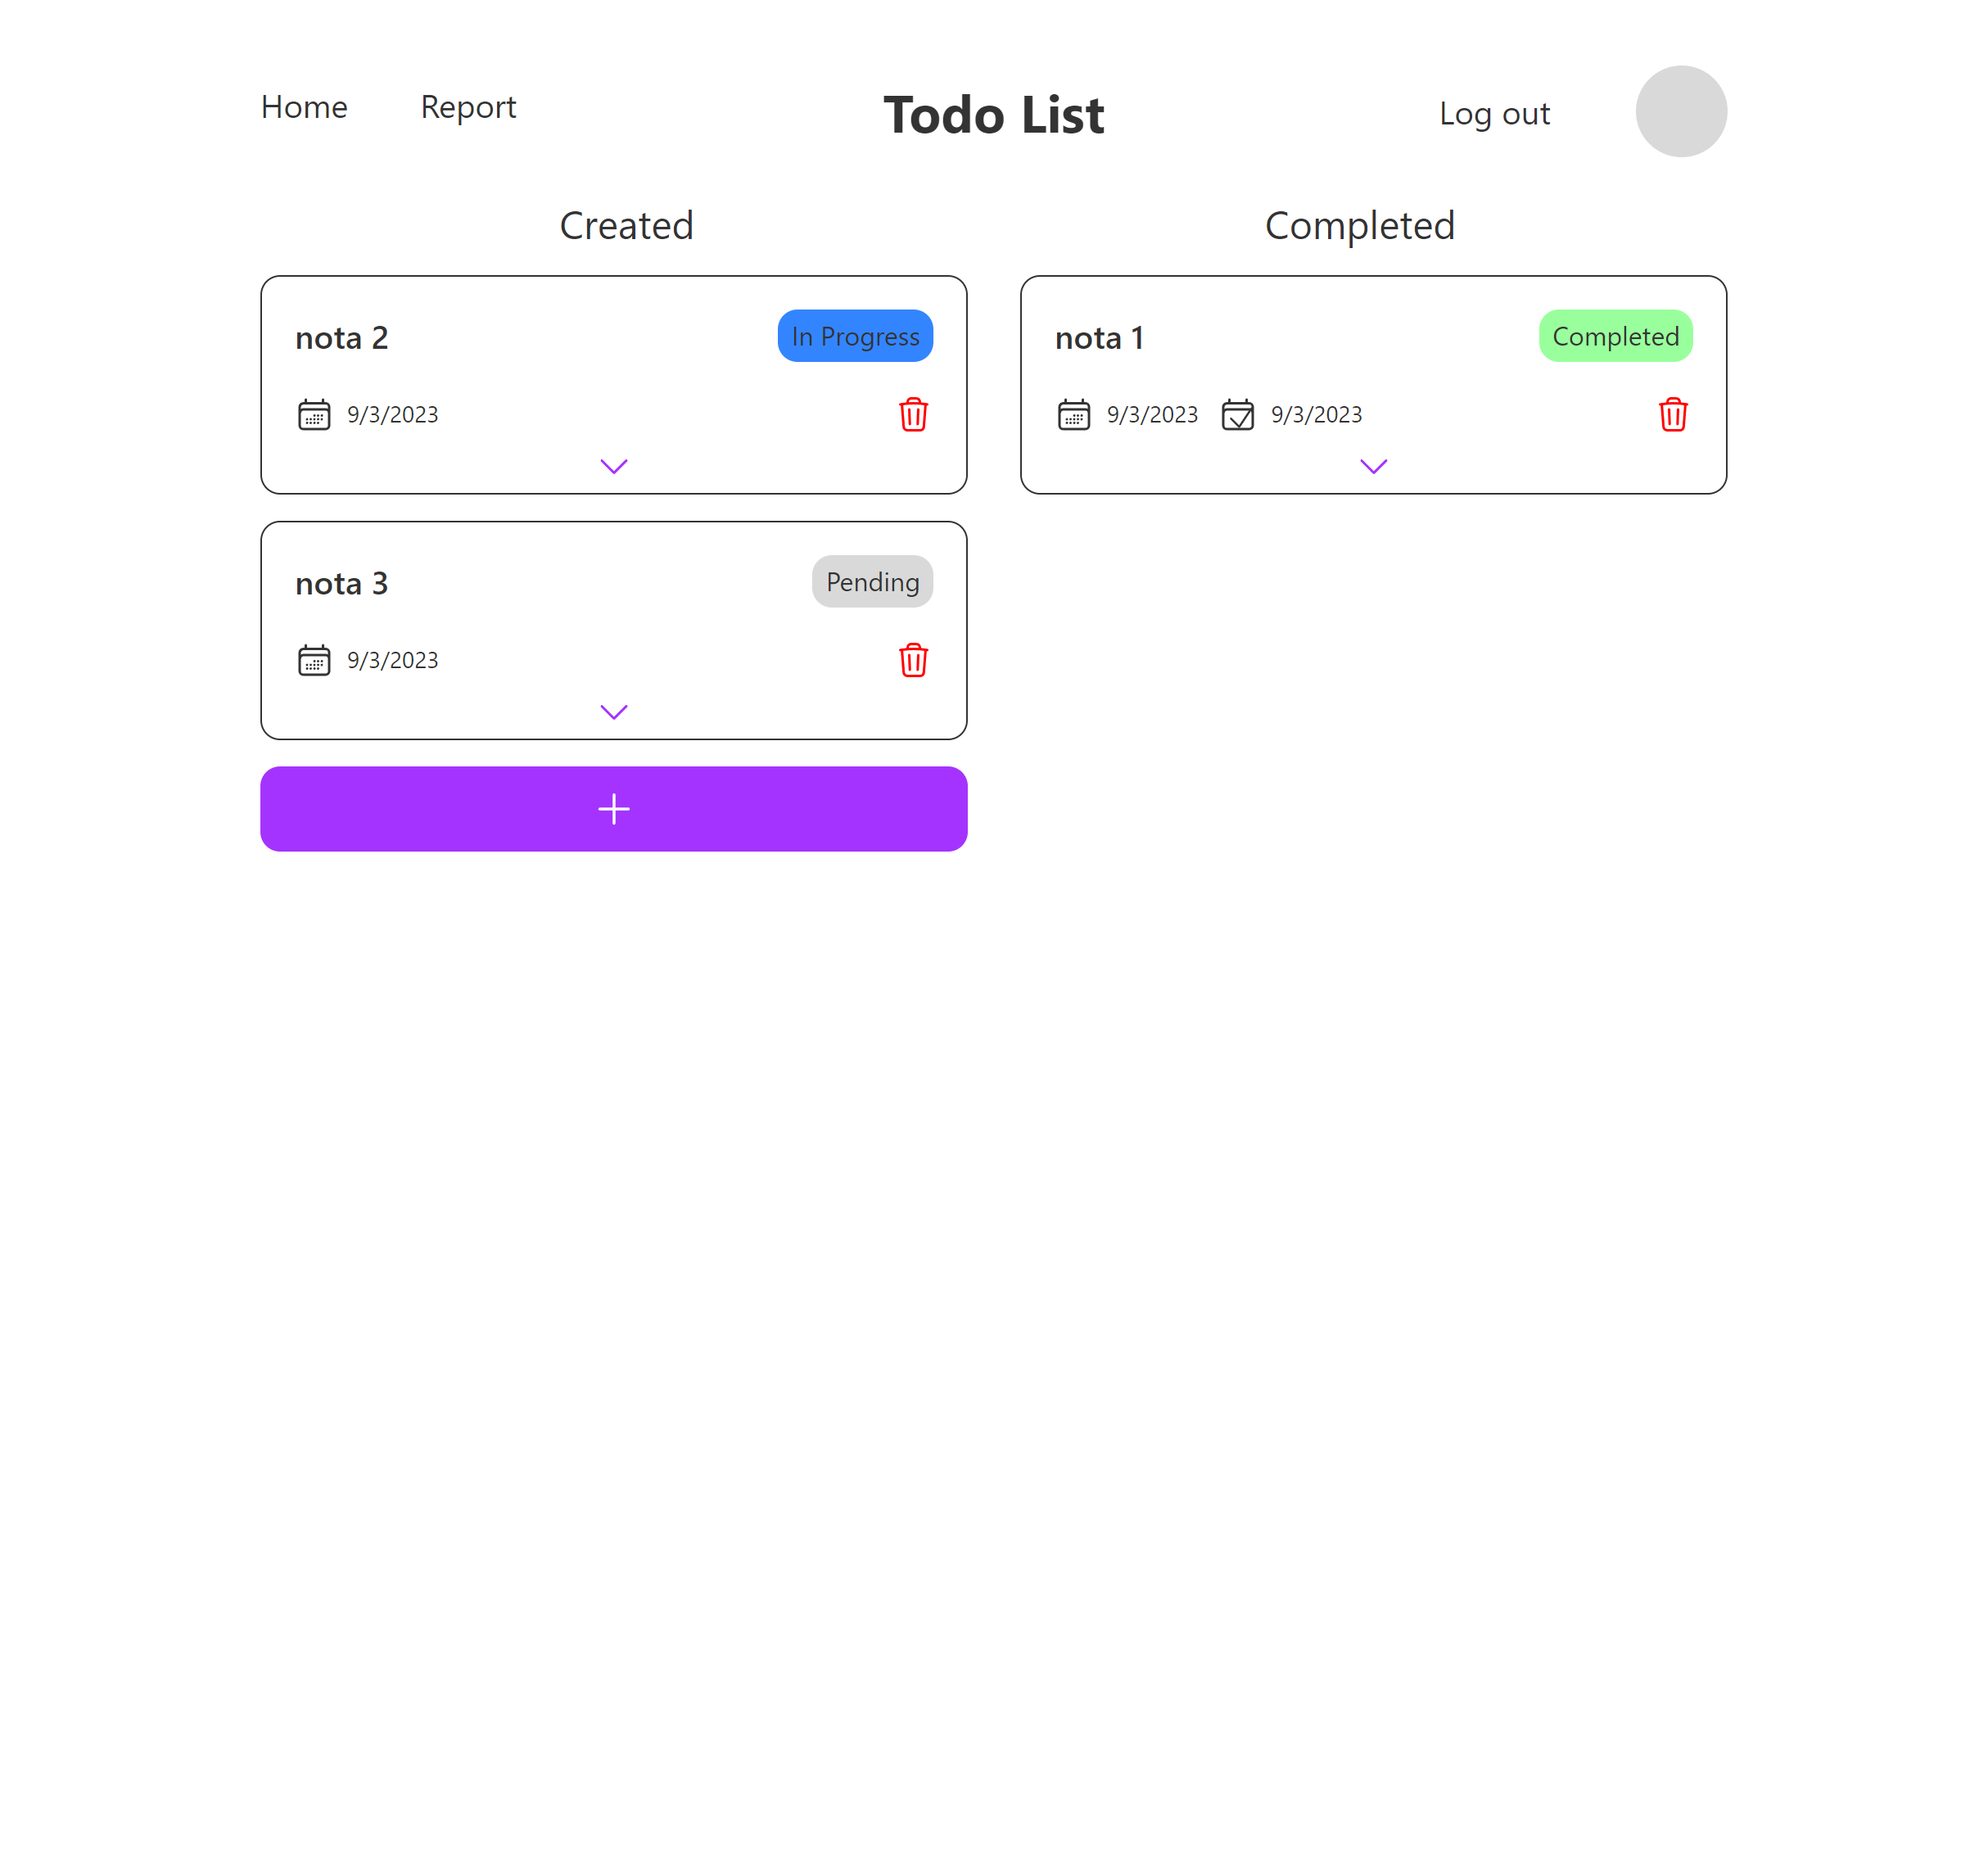 Home Report Todo List Log out
Created
nota 2 In Progress
9/3/2023
nota 3 Pending
9/3/2023
Completed
nota 1 Completed
9/3/2023 9/3/2023